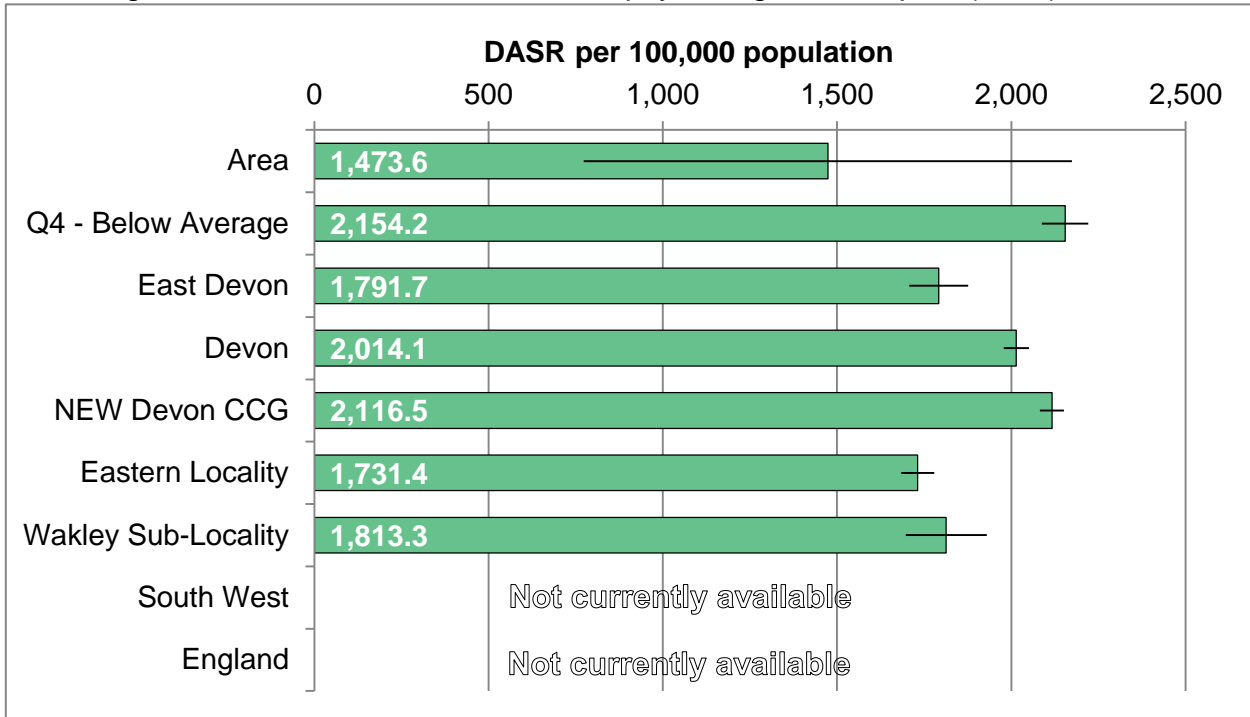 DASR per 100,000 population
0 500 1,000 1,500 2,000 2,500
Area 1,473.6
Q4 - Below Average 2,154.2
East Devon 1,791.7
Devon 2,014.1
NEW Devon CCG 2,116.5
Eastern Locality 1,731.4
Wakley Sub-Locality 1,813.3
South West Not currently available
England Not currently available